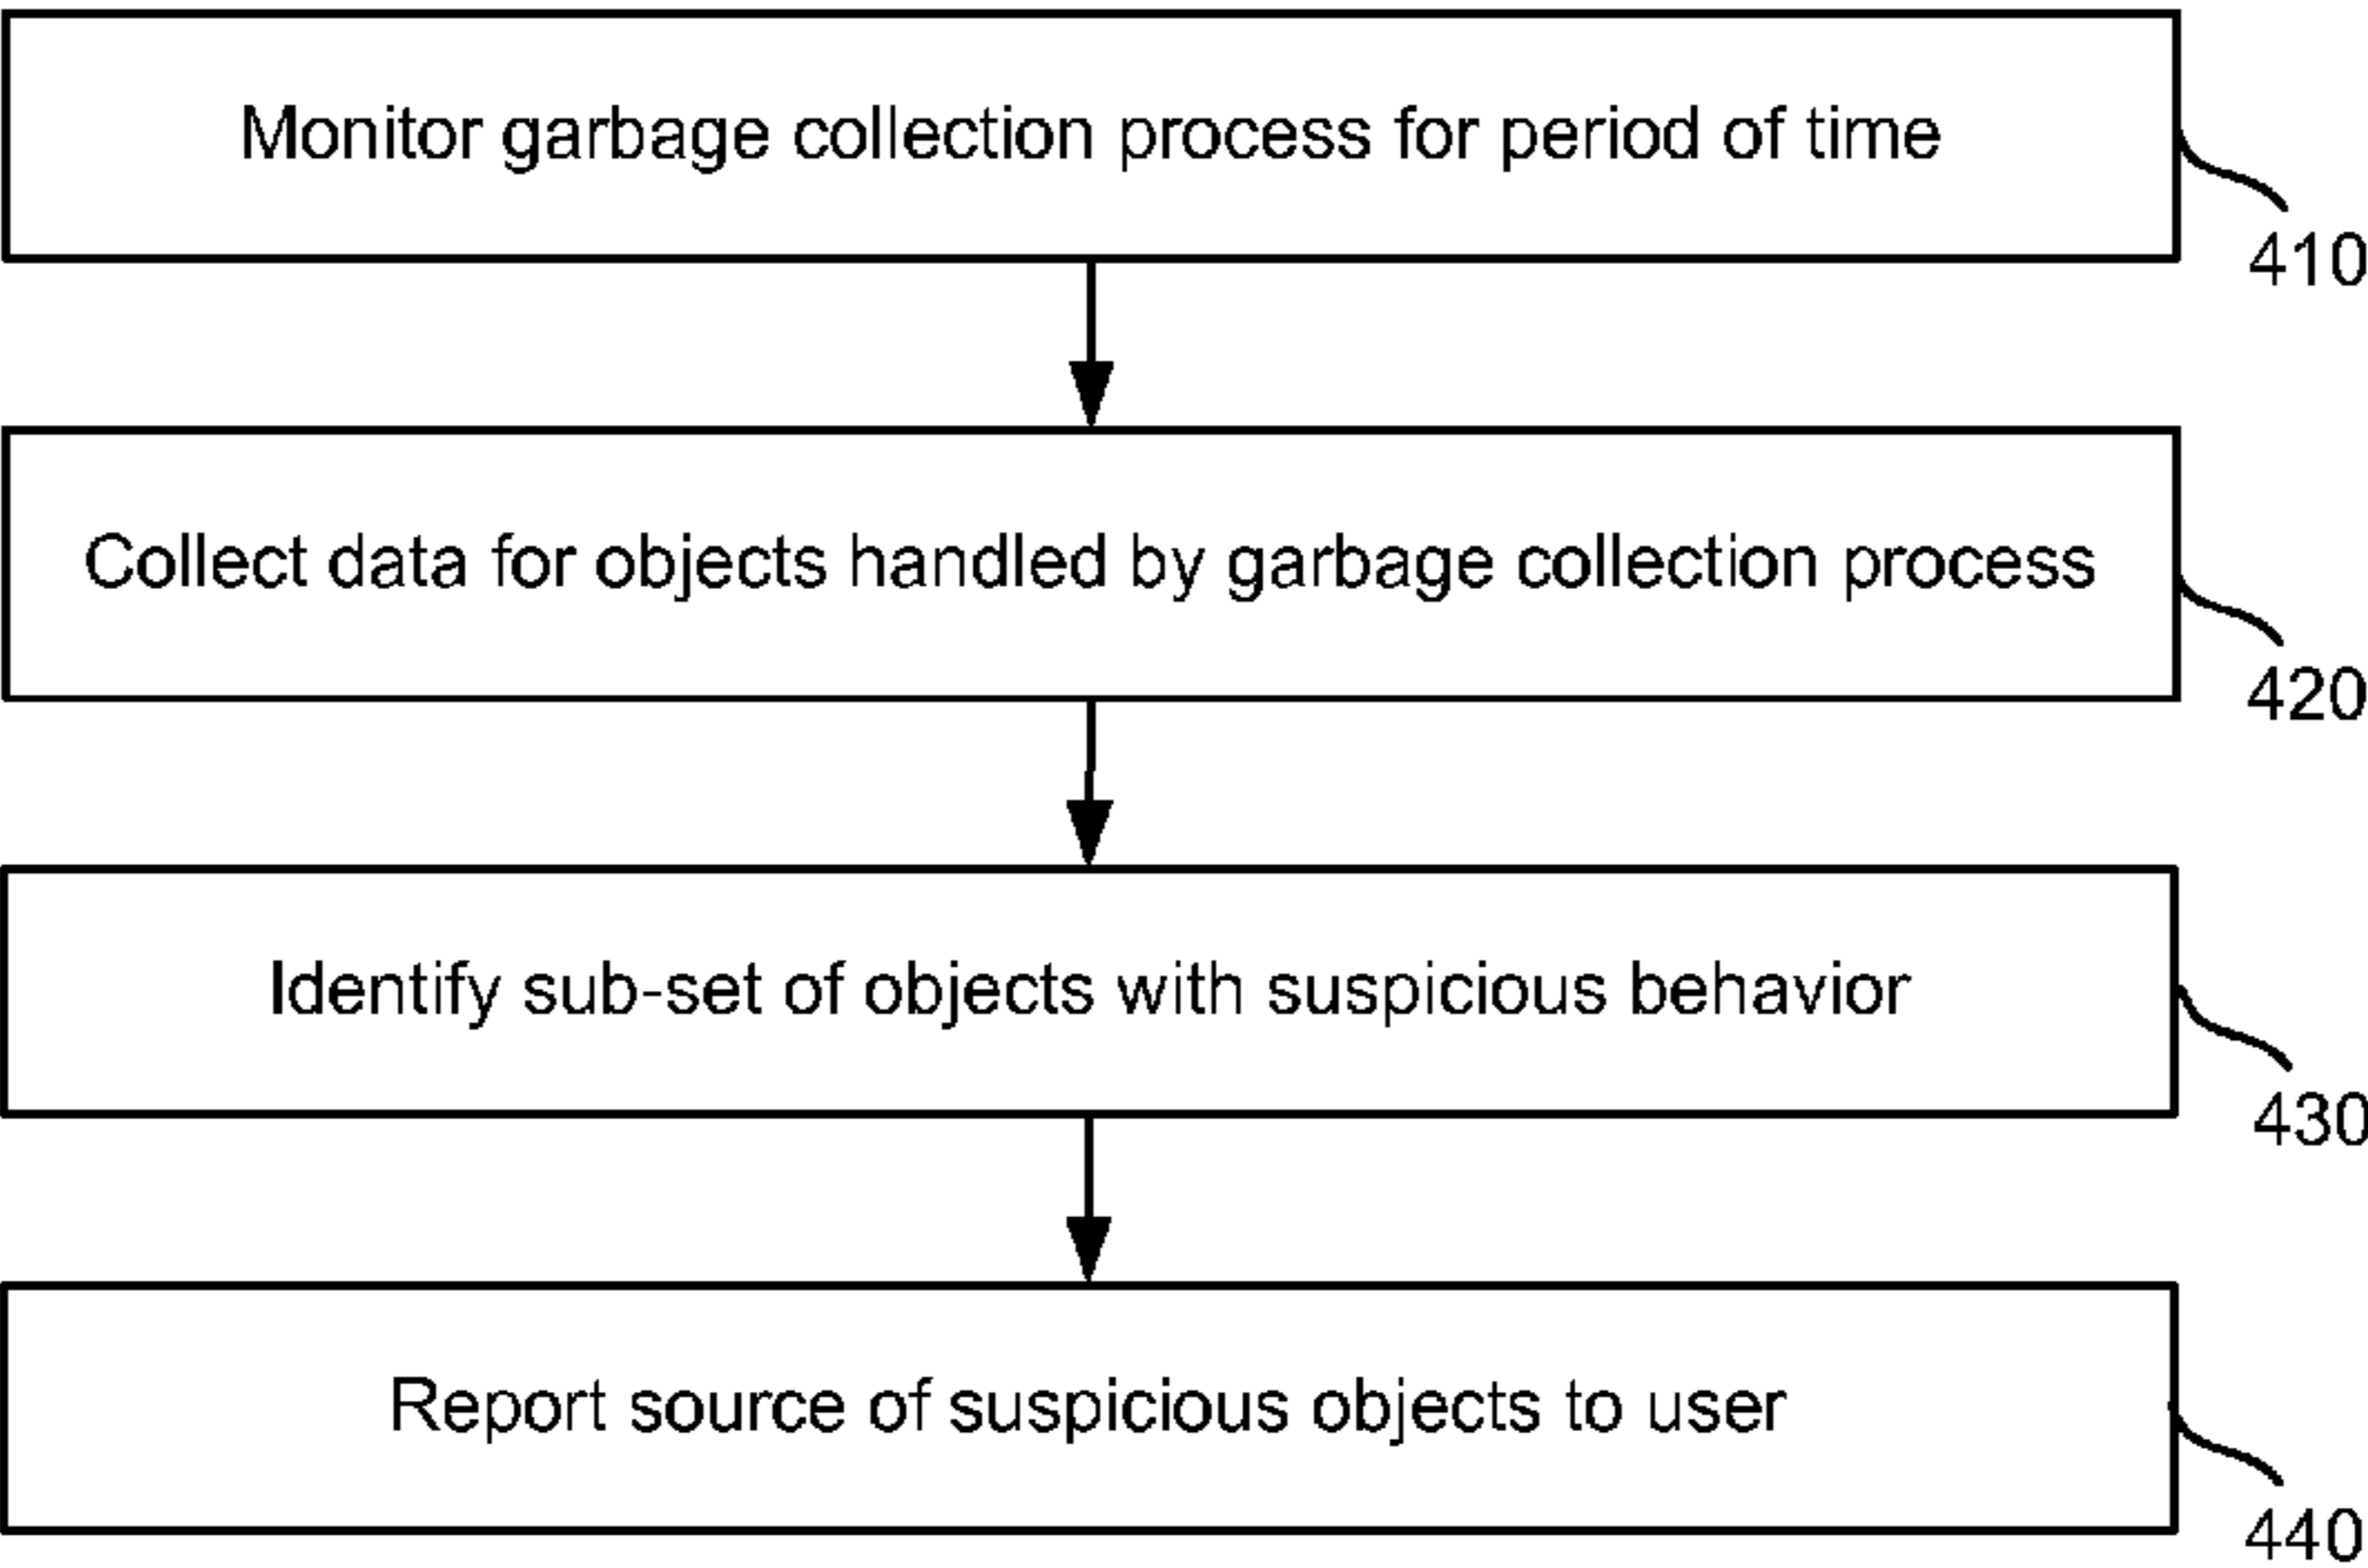 Monitor garbage collection process for period of time
410
Collect data for objects handled by garbage collection process
420
Identify sub-set of objects with suspicious behavior
430
Report source of suspicious objects to user
440